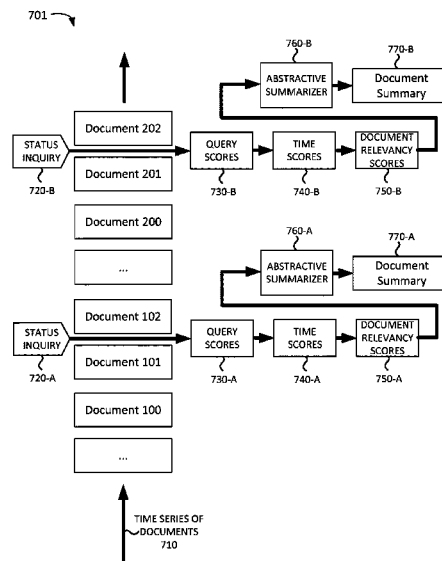 701
760-B
770-B
ABSTRACTIVE
SUMMARIZER
Document
Summary
Document 202
STATUS
INQUIRY
QUERY
SCORES
TIME
SCORES
DOCUMENT
RELEVANCY
SCORES
720-B
Document 201
730-B
740-B
750-B
Document 200
760-A
770-A
ABSTRACTIVE
SUMMARIZER
Document
Summary
...
Document 102
STATUS
INQUIRY
QUERY
SCORES
TIME
SCORES
DOCUMENT
RELEVANCY
SCORES
720-A
Document 101
730-A
740-A
750-A
Document 100
...
TIME SERIES OF
DOCUMENTS
710